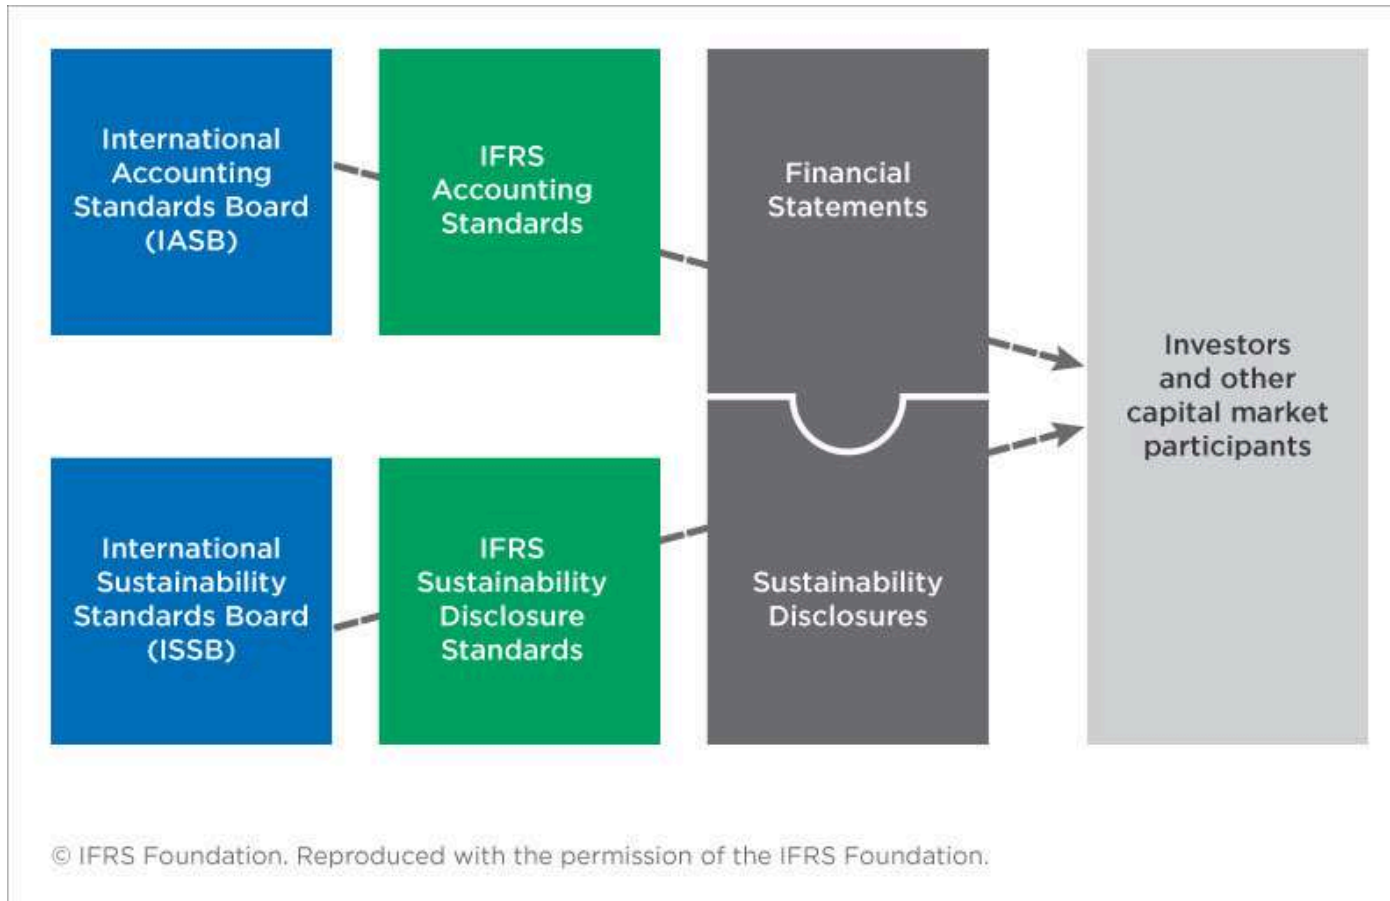 International
Accounting
Standards Board
(IASB)
IFRS
Accounting
Standards
Financial
Statements
Investors
and other
capital market
participants
International
Sustainability
Standards Board
(ISSB)
IFRS
Sustainability
Disclosure
Standards
Sustainability
Disclosures
© IFRS Foundation. Reproduced with the permission of the IFRS Foundation.